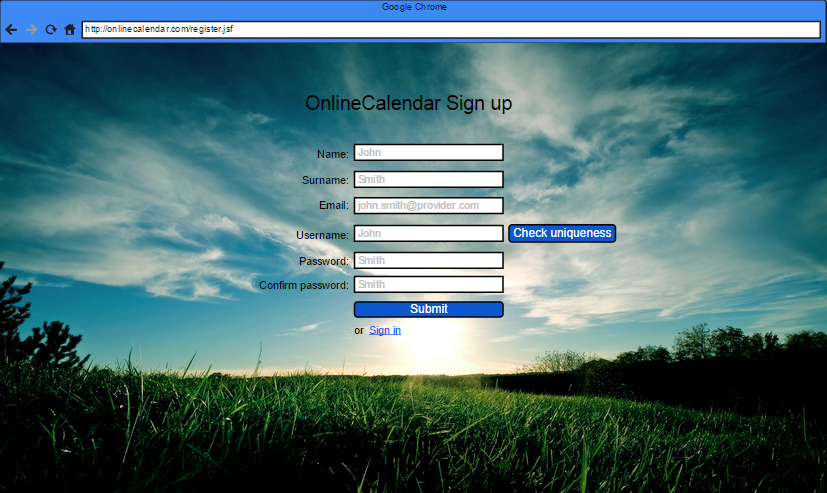 Google Chrome
http://onlinecalendar.com/register.jsf
OnlineCalendar Sign up
Name: John
Surname: Smith
Email: john.smith@provider.com
Username: John Check uniqueness
Password: Smith
Confirm password: Smith
Submit
or Sign in